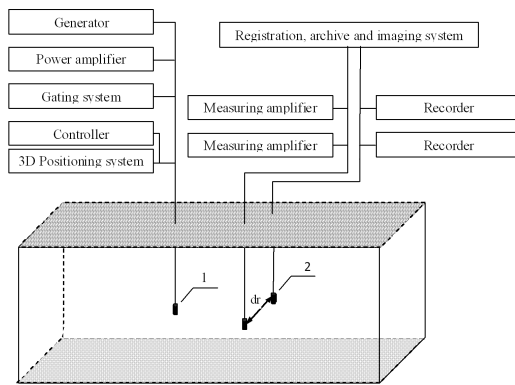 Generator
Registration, archive and imaging system
Power amplifier
Gating system
Measuring amplifier
Recorder
Controller
Measuring amplifier
Recorder
3D Positioning system
1
2
dr